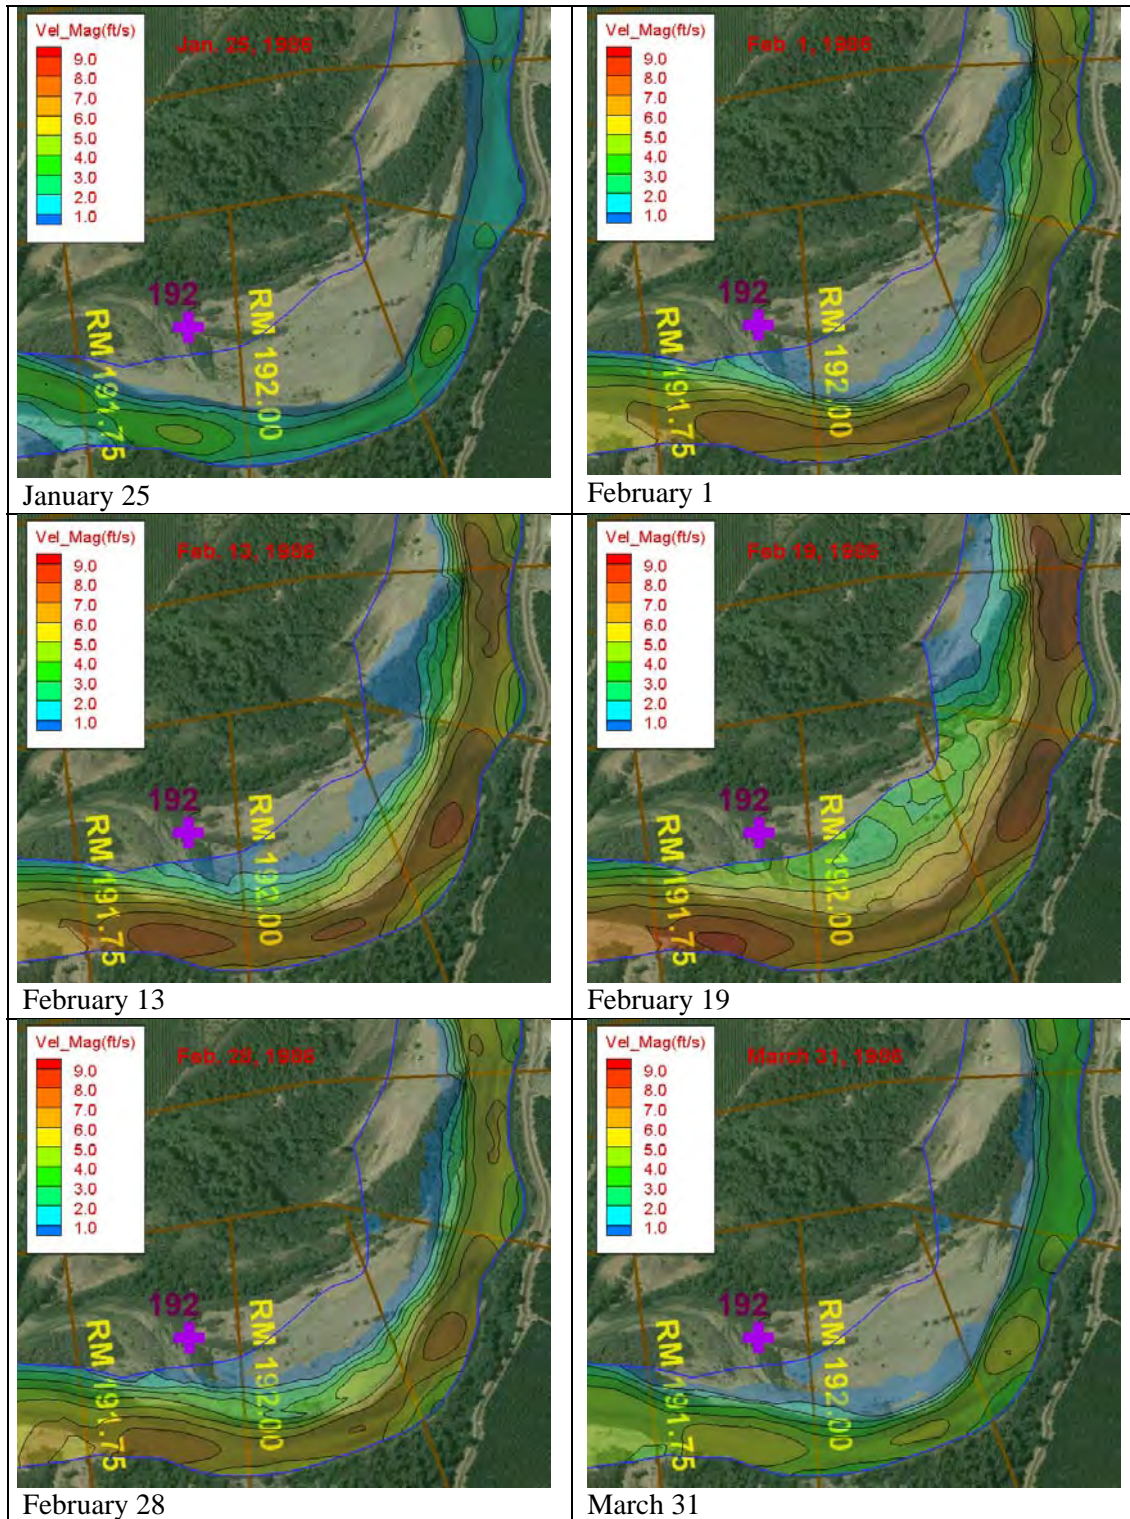 Vel_Mag(ft/s)
9.0
8.0
7.0
6.0
5.0
4.0
3.0
2.0
1.0
Jan. 25, 1986
192
RM 192.00
RM 191.75
January 25
Vel_Mag(ft/s)
9.0
8.0
7.0
6.0
5.0
4.0
3.0
2.0
1.0
Feb. 1, 1986
192
RM 192.00
RM 191.75
February 1
Vel_Mag(ft/s)
9.0
8.0
7.0
6.0
5.0
4.0
3.0
2.0
1.0
Feb. 13, 1986
192
RM 192.00
RM 191.75
February 13
Vel_Mag(ft/s)
9.0
8.0
7.0
6.0
5.0
4.0
3.0
2.0
1.0
Feb 19, 1986
192
RM 192.00
RM 191.75
February 19
Vel_Mag(ft/s)
9.0
8.0
7.0
6.0
5.0
4.0
3.0
2.0
1.0
Feb. 28, 1986
192
RM 192.00
RM 191.75
February 28
Vel_Mag(ft/s)
9.0
8.0
7.0
6.0
5.0
4.0
3.0
2.0
1.0
March 31, 1986
192
RM 192.00
RM 191.75
March 31